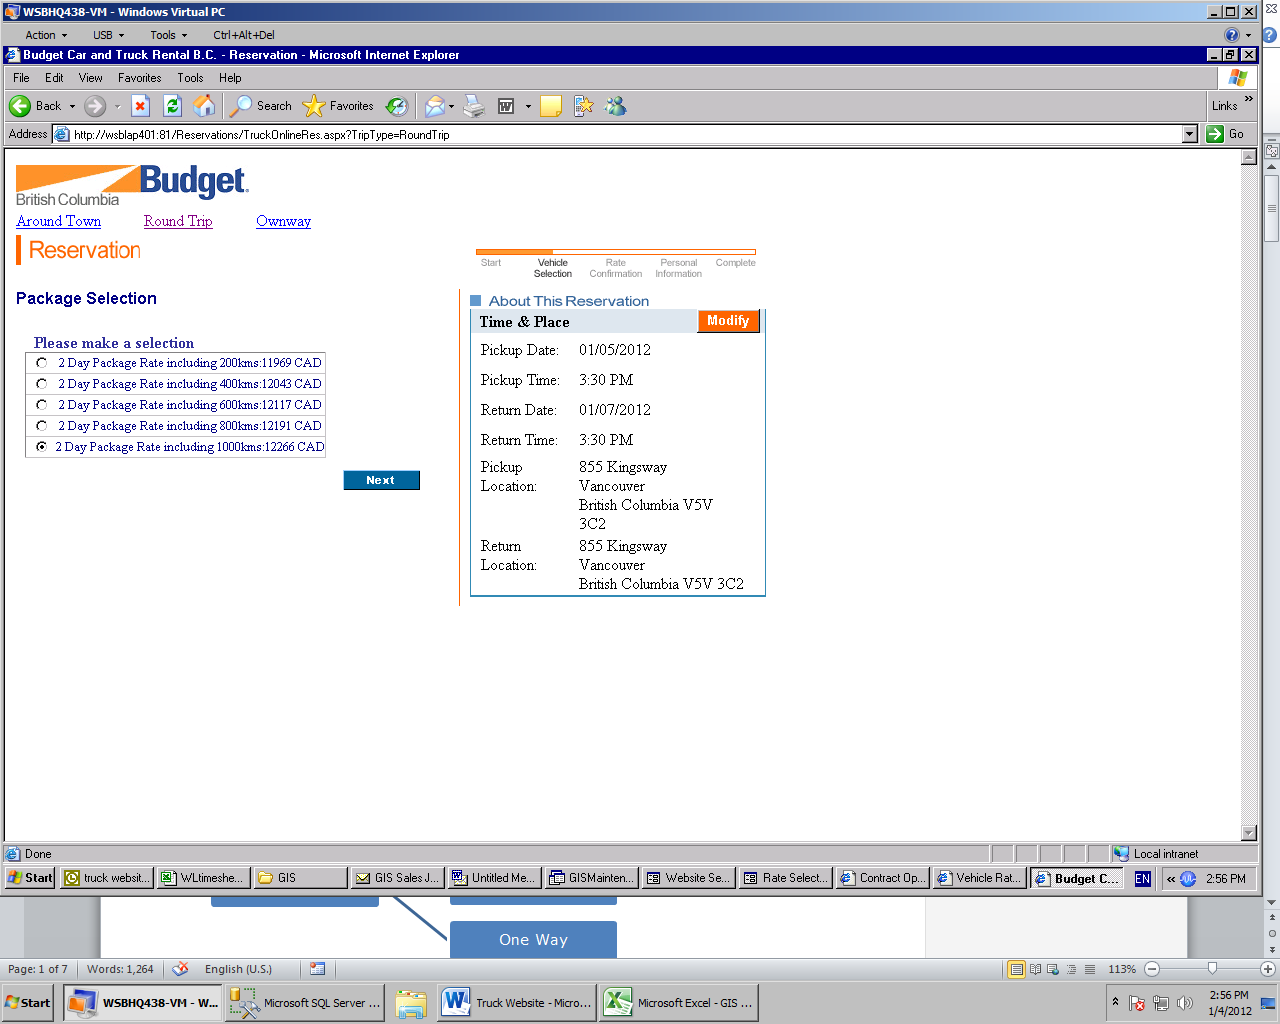 WSBHQ438-VM - Windows Virtual PC
Action USB Tools Ctrl+Alt+Del
Budget Car and Truck Rental B.C. - Reservation - Microsoft Internet Explorer
File Edit View Favorites Tools Help
Back Search Favorites Links »
Address http://wsblap401:81/Reservations/TruckOnlineRes.aspx?TripType=RoundTrip Go
Budget
British Columbia
Around Town Round Trip Ownway
Reservation
Start Vehicle Selection Rate Confirmation Personal Information Complete
Package Selection
Please make a selection
2 Day Package Rate including 200kms:11969 CAD
2 Day Package Rate including 400kms:12043 CAD
2 Day Package Rate including 600kms:12117 CAD
2 Day Package Rate including 800kms:12191 CAD
2 Day Package Rate including 1000kms:12266 CAD
Next
About This Reservation
Time & Place Modify
Pickup Date: 01/05/2012
Pickup Time: 3:30 PM
Return Date: 01/07/2012
Return Time: 3:30 PM
Pickup Location: 855 Kingsway
Vancouver
British Columbia V5V
3C2
Return Location: 855 Kingsway
Vancouver
British Columbia V5V 3C2
Done Local intranet
Start truck websit... WLtimeshe... GIS GIS Sales J... Untitled Me... GISMainten... Website Se... Rate Select... Contract Op... Vehicle Rat... Budget C... EN « 2:56 PM
One Way
Page: 1 of 7 Words: 1,264 English (U.S.) 113%
Start WSBHQ438-VM - W... Microsoft SQL Server ... Truck Website - Micro... Microsoft Excel - GIS ... 2:56 PM
1/4/2012